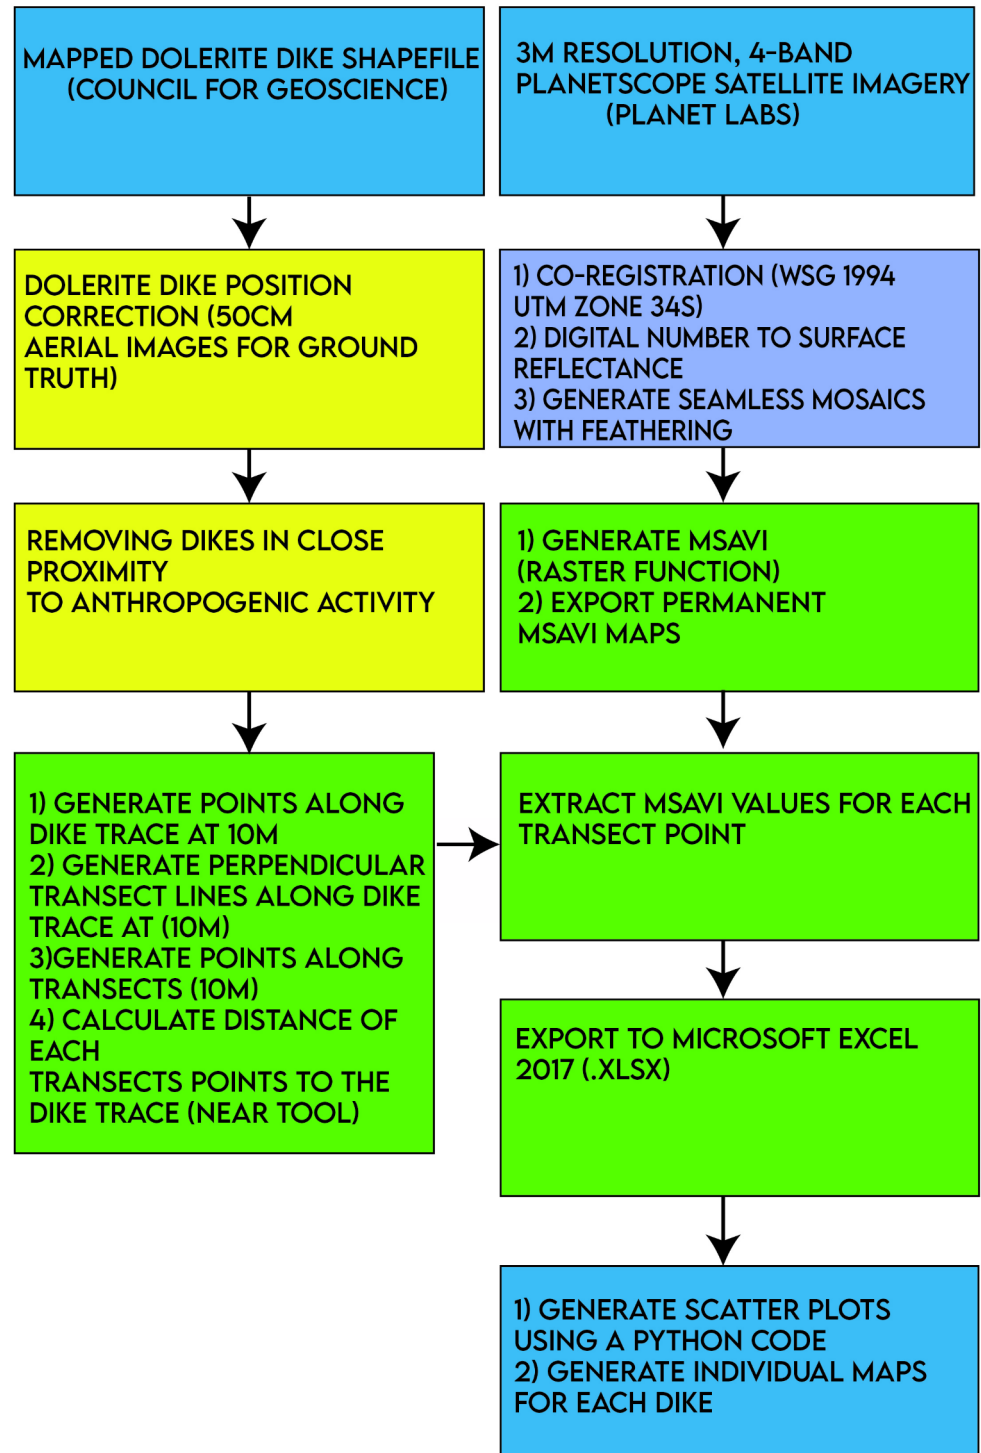 MAPPED DOLERITE DIKE SHAPEFILE
(COUNCIL FOR GEOSCIENCE)
DOLERITE DIKE POSITION
CORRECTION (50CM
AERIAL IMAGES FOR GROUND
TRUTH)
REMOVING DIKES IN CLOSE
PROXIMITY
TO ANTHROPOGENIC ACTIVITY
1) GENERATE POINTS ALONG
DIKE TRACE AT 10M
2) GENERATE PERPENDICULAR
TRANSECT LINES ALONG DIKE
TRACE AT (10M)
3)GENERATE POINTS ALONG
TRANSECTS (10M)
4) CALCULATE DISTANCE OF
EACH
TRANSECTS POINTS TO THE
DIKE TRACE (NEAR TOOL)
3M RESOLUTION, 4-BAND
PLANETSCOPE SATELLITE IMAGERY
(PLANET LABS)
1) CO-REGISTRATION (WSG 1994
UTM ZONE 34S)
2) DIGITAL NUMBER TO SURFACE
REFLECTANCE
3) GENERATE SEAMLESS MOSAICS
WITH FEATHERING
1) GENERATE MSAVI
(RASTER FUNCTION)
2) EXPORT PERMANENT
MSAVI MAPS
EXTRACT MSAVI VALUES FOR EACH
TRANSECT POINT
EXPORT TO MICROSOFT EXCEL
2017 (.XLSX)
1) GENERATE SCATTER PLOTS
USING A PYTHON CODE
2) GENERATE INDIVIDUAL MAPS
FOR EACH DIKE